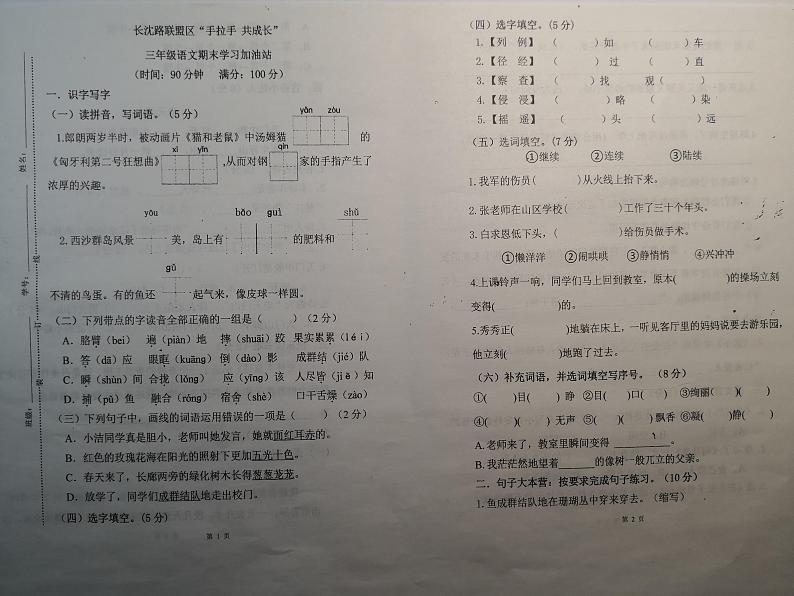 长沈路联盟区“手拉手 共成长”
三年级语文期末学习加油站
（时间：90分钟 满分：100分）
一．识字写字
（一）读拼音，写词语。（5分）
yǎn zòu
1.郎朗两岁半时，被动画片《猫和老鼠》中汤姆猫 的
xī yǐn qín
《匈牙利第二号狂想曲》 ,从而对钢 家的手指产生了
浓厚的兴趣。
yōu bǎo guì shǔ
2.西沙群岛风景 美，岛上有 的肥料和
gǔ
不清的鸟蛋。有的鱼还 起气来，像皮球一样圆。
（二）下列带点的字读音全部正确的一组是（ ）（2分）
A．胳臂（bei） 遍（piàn）地 摔（shuāi）跤 果实累累（léi）
B．答（dā）应 眼眶（kuāng）倒（dào）影 成群结（jié）队
C．瞬（shùn）间 合拢（lǒng） 应（yīng）该 人尽皆（jiē）知
D．捕（pǔ）鱼 融合（róng）宿舍（shè） 口干舌燥（zào）
（三）下列句子中，画线的词语运用错误的一项是（ ）（2分）
A．小洁同学真是胆小，老师叫她发言，她就面红耳赤的。
B．红色的玫瑰花海在阳光的照射下更加五光十色。
C．春天来了，长廊两旁的绿化树木长得葱葱茏茏。
D．放学了，同学们成群结队地走出校门。
（四）选字填空。（5分）
第 1 页
姓名：
学号：
班级：
线
订
装
（四）选字填空。（5分）
1.【列 例】 （ ）如 （ ）车
2.【径 经】 （ ）过 （ ）直
3.【察 查】 （ ）找 观（ ）
4.【侵 浸】 （ ）略 （ ）染
5.【摇 遥】 （ ）头 （ ）远
（五）选词填空。（7分）
①继续 ②连续 ③陆续
1.我军的伤员（ ）从火线上抬下来。
2.张老师在山区学校（ ）工作了三十个年头。
3.白求恩低下头，（ ）给伤员做手术。
①懒洋洋 ②闹哄哄 ③静悄悄 ④兴冲冲
4.上课铃声一响，同学们马上回到教室，原本（ ）的操场立刻
变得（ ）的。
5.秀秀正（ ）地躺在床上，一听见客厅里的妈妈说要去游乐园，
他立刻（ ）地跑了过去。
（六）补充词语，并选词填空写序号。（8分）
①（ ）目（ ）睁 ②目（ ）口（ ） ③绚丽（ ）（ ）
④（ ）（ ）无声 ⑤（ ）（ ）飘香 ⑥凝（ ）静（ ）
A.老师来了，教室里瞬间变得 。
B.我茫茫然地望着 的像树一般兀立的父亲。
二．句子大本营：按要求完成句子练习。（10分）
1.鱼成群结队地在珊瑚丛中穿来穿去。（缩写）
第 2 页